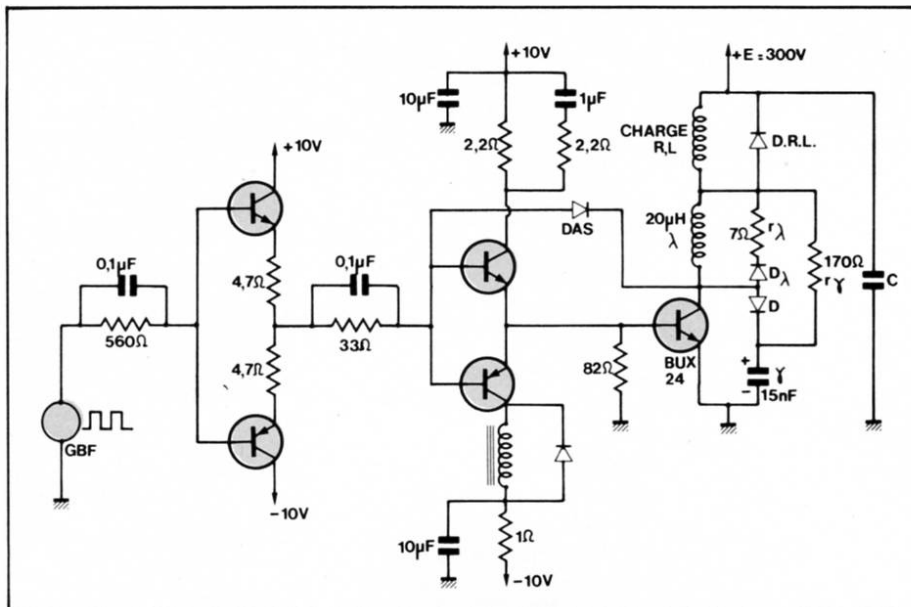 +10V
+E = 300V
10µF
1µF
2,2Ω
2,2Ω
CHARGE
R,L
D.R.L.
+10V
0,1µF
560Ω
4,7Ω
4,7Ω
0,1µF
33Ω
DAS
20µH
λ
7Ω
rλ
Dλ
D
170Ω
rγ
C
82Ω
BUX
24
+
-
γ
15nF
GBF
-10V
10µF
1Ω
-10V